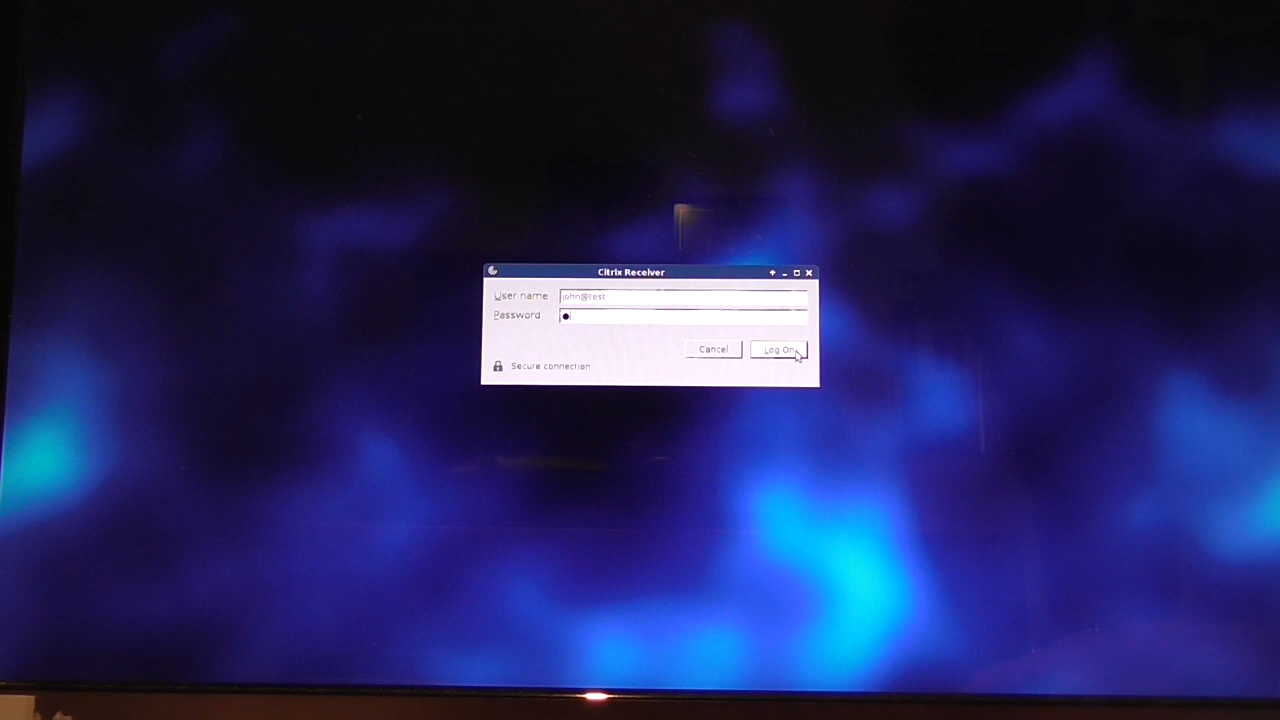 Citrix Receiver
User name john@test
Password ●
Cancel Log On
Secure connection